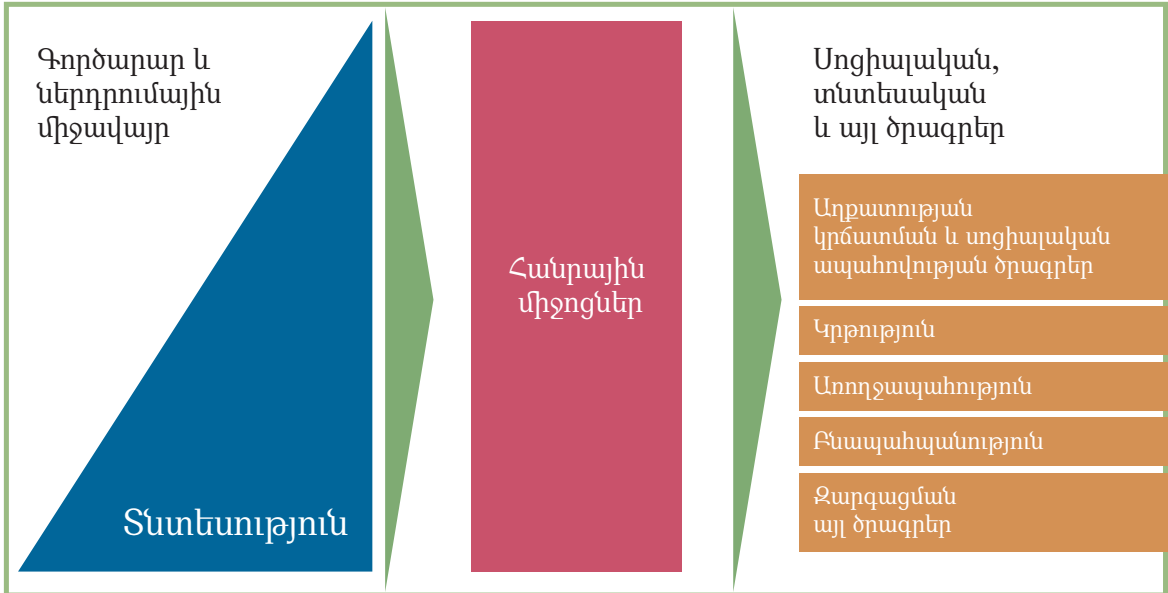 Գործարար և
ներդրումային
միջավայր
Տնտեսություն
Հանրային
միջոցներ
Սոցիալական,
տնտեսական
և այլ ծրագրեր
Աղքատության
կրճատման և սոցիալական
ապահովության ծրագրեր
Կրթություն
Առողջապահություն
Բնապահպանություն
Զարգացման
այլ ծրագրեր